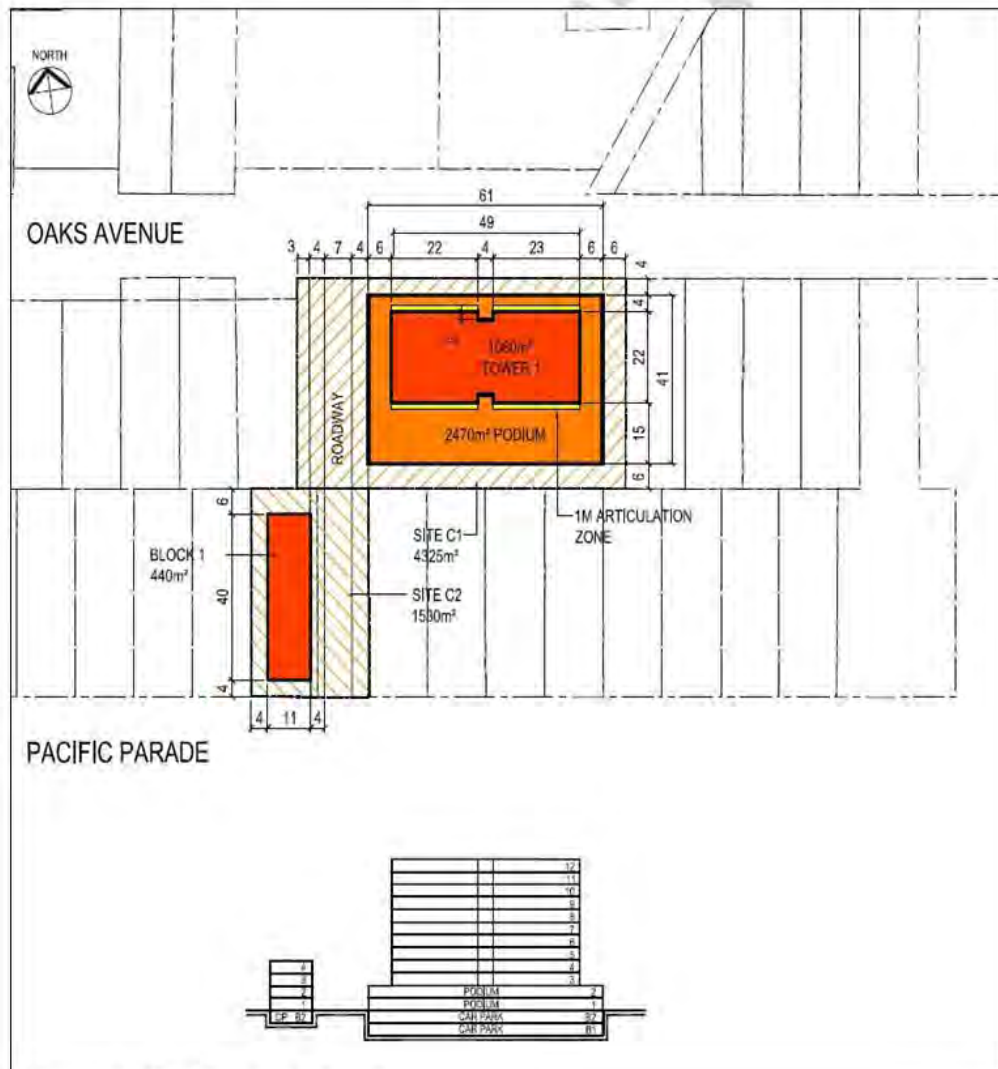 NORTH
OAKS AVENUE
61
49
3 4 7 4 6 22 4 23 6 6
4
4
22
41
15
6
1060m²
TOWER 1
2470m² PODIUM
ROADWAY
1M ARTICULATION
ZONE
SITE C1
4325m²
BLOCK 1
440m²
SITE C2
1530m²
6
40
4
4 11 4
PACIFIC PARADE
12
11
10
9
8
7
6
5
4
3
PODIUM 2
PODIUM 1
CAR PARK B2
CAR PARK B1
4
3
2
1
CP B2